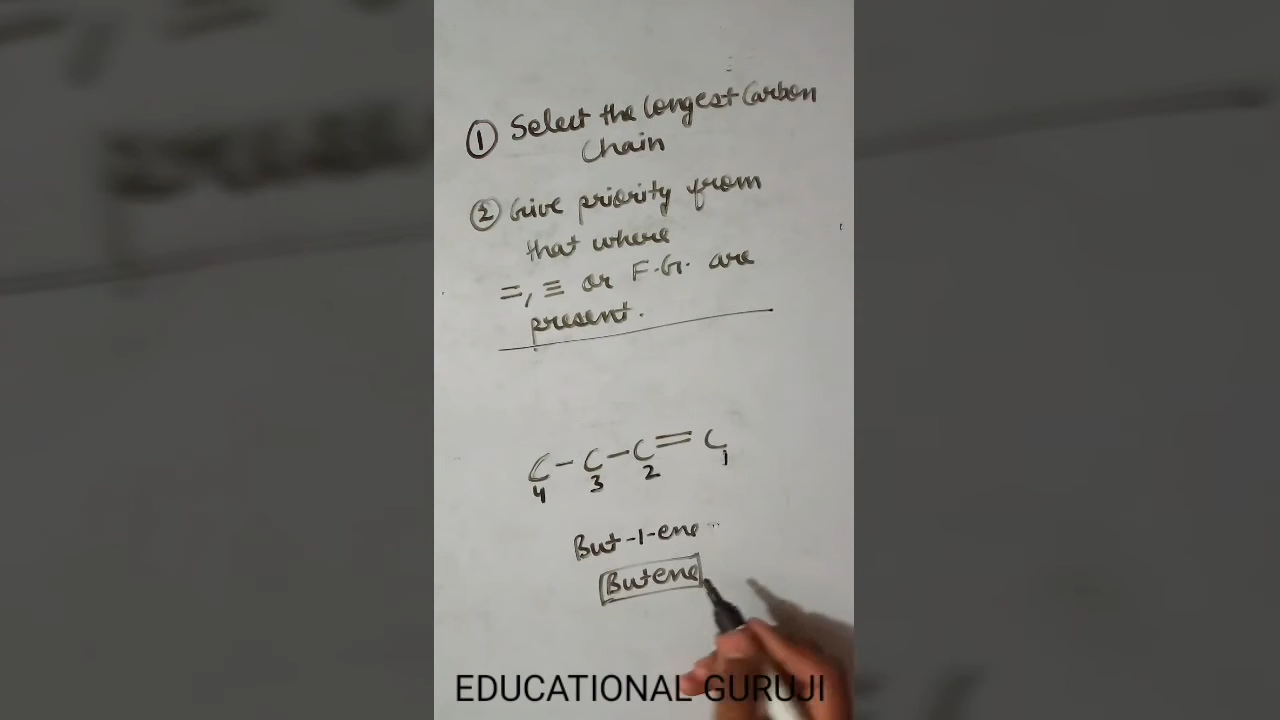 ① Select the longest Carbon
Chain
② Give priority from
that where
=, ≡ or F.G. are
present.
C - C - C = C
4 3 2 1
But-1-ene
Butene
EDUCATIONAL GURUJI